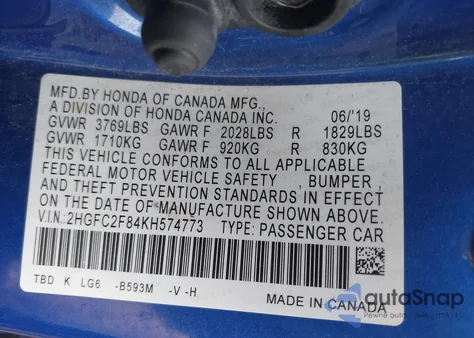 MFD.BY HONDA OF CANADA MFG.,
A DIVISION OF HONDA CANADA INC. 06/'19
GVWR 3769LBS GAWR F 2028LBS R 1829LBS
GVWR 1710KG GAWR F 920KG R 830KG
THIS VEHICLE CONFORMS TO ALL APPLICABLE
FEDERAL MOTOR VEHICLE SAFETY , BUMPER ,
AND THEFT PREVENTION STANDARDS IN EFFECT
ON THE DATE OF MANUFACTURE SHOWN ABOVE.
V.I.N:2HGFC2F84KH574773 TYPE: PASSENGER CAR
TBD K LG6 -B593M -V -H
MADE IN CANADA
autoSnap